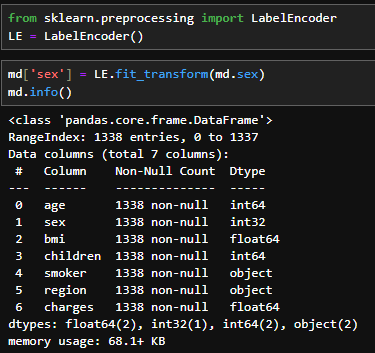 from sklearn.preprocessing import LabelEncoder
LE = LabelEncoder()
md['sex'] = LE.fit_transform(md.sex)
md.info()
<class 'pandas.core.frame.DataFrame'>
RangeIndex: 1338 entries, 0 to 1337
Data columns (total 7 columns):
 #   Column    Non-Null Count  Dtype
---  ------    --------------  -----
 0   age       1338 non-null   int64
 1   sex       1338 non-null   int32
 2   bmi       1338 non-null   float64
 3   children  1338 non-null   int64
 4   smoker    1338 non-null   object
 5   region    1338 non-null   object
 6   charges   1338 non-null   float64
dtypes: float64(2), int32(1), int64(2), object(2)
memory usage: 68.1+ KB